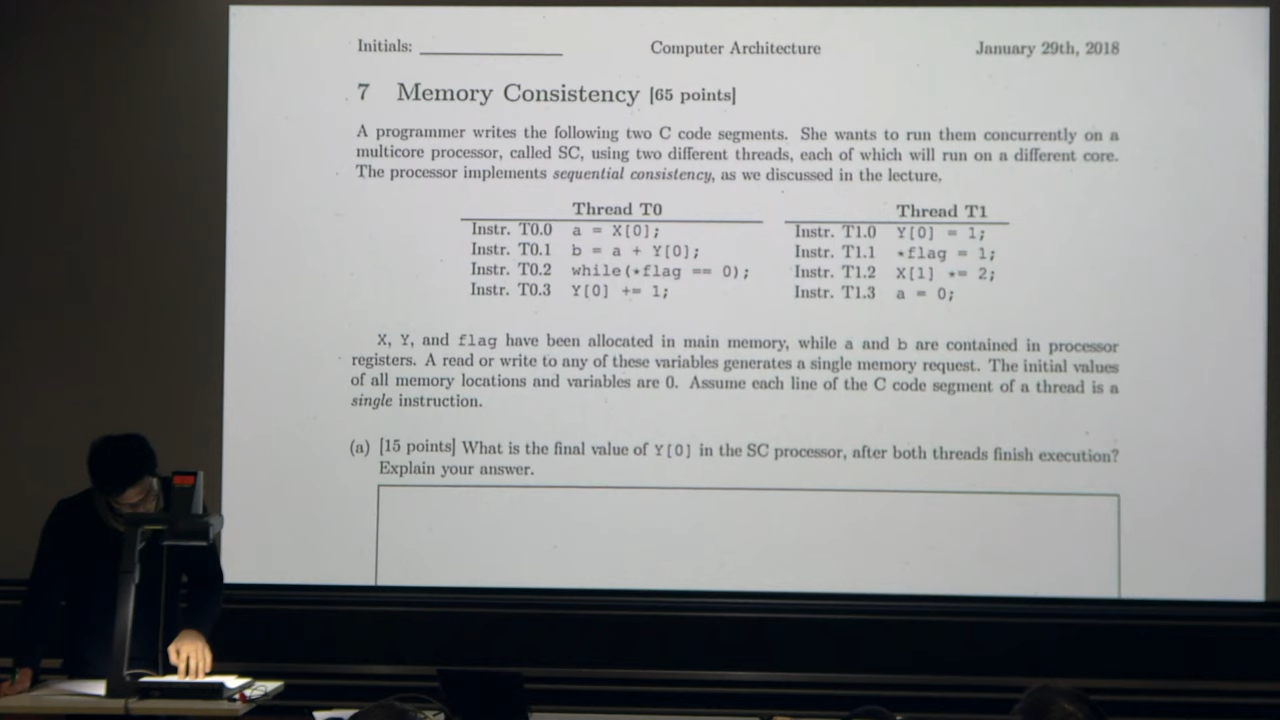 Initials: ____________ Computer Architecture January 29th, 2018
7 Memory Consistency [65 points]
A programmer writes the following two C code segments. She wants to run them concurrently on a
multicore processor, called SC, using two different threads, each of which will run on a different core.
The processor implements sequential consistency, as we discussed in the lecture.
Thread T0
Instr. T0.0 a = X[0];
Instr. T0.1 b = a + Y[0];
Instr. T0.2 while(*flag == 0);
Instr. T0.3 Y[0] += 1;
Thread T1
Instr. T1.0 Y[0] = 1;
Instr. T1.1 *flag = 1;
Instr. T1.2 X[1] *= 2;
Instr. T1.3 a = 0;
X, Y, and flag have been allocated in main memory, while a and b are contained in processor
registers. A read or write to any of these variables generates a single memory request. The initial values
of all memory locations and variables are 0. Assume each line of the C code segment of a thread is a
single instruction.
(a) [15 points] What is the final value of Y[0] in the SC processor, after both threads finish execution?
Explain your answer.